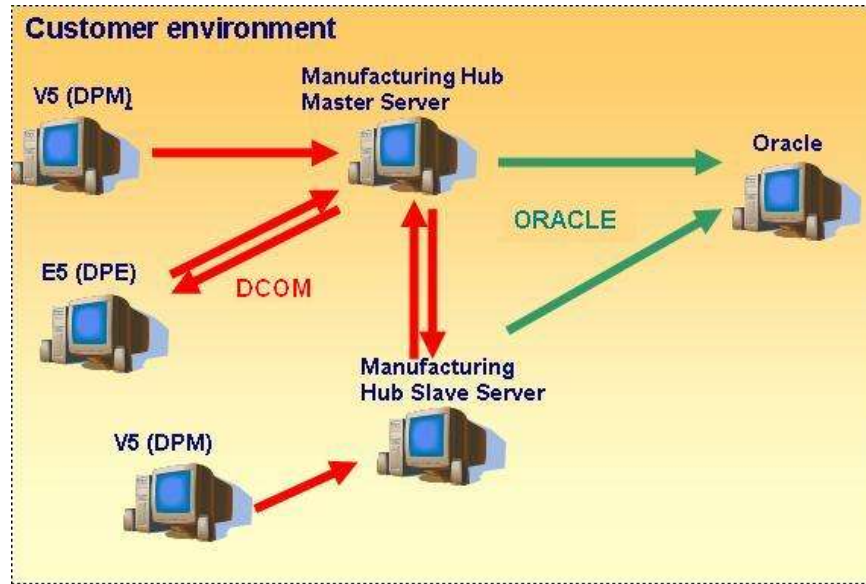 Customer environment
V5 (DPM)
Manufacturing Hub
Master Server
Oracle
ORACLE
E5 (DPE)
DCOM
Manufacturing
Hub Slave Server
V5 (DPM)